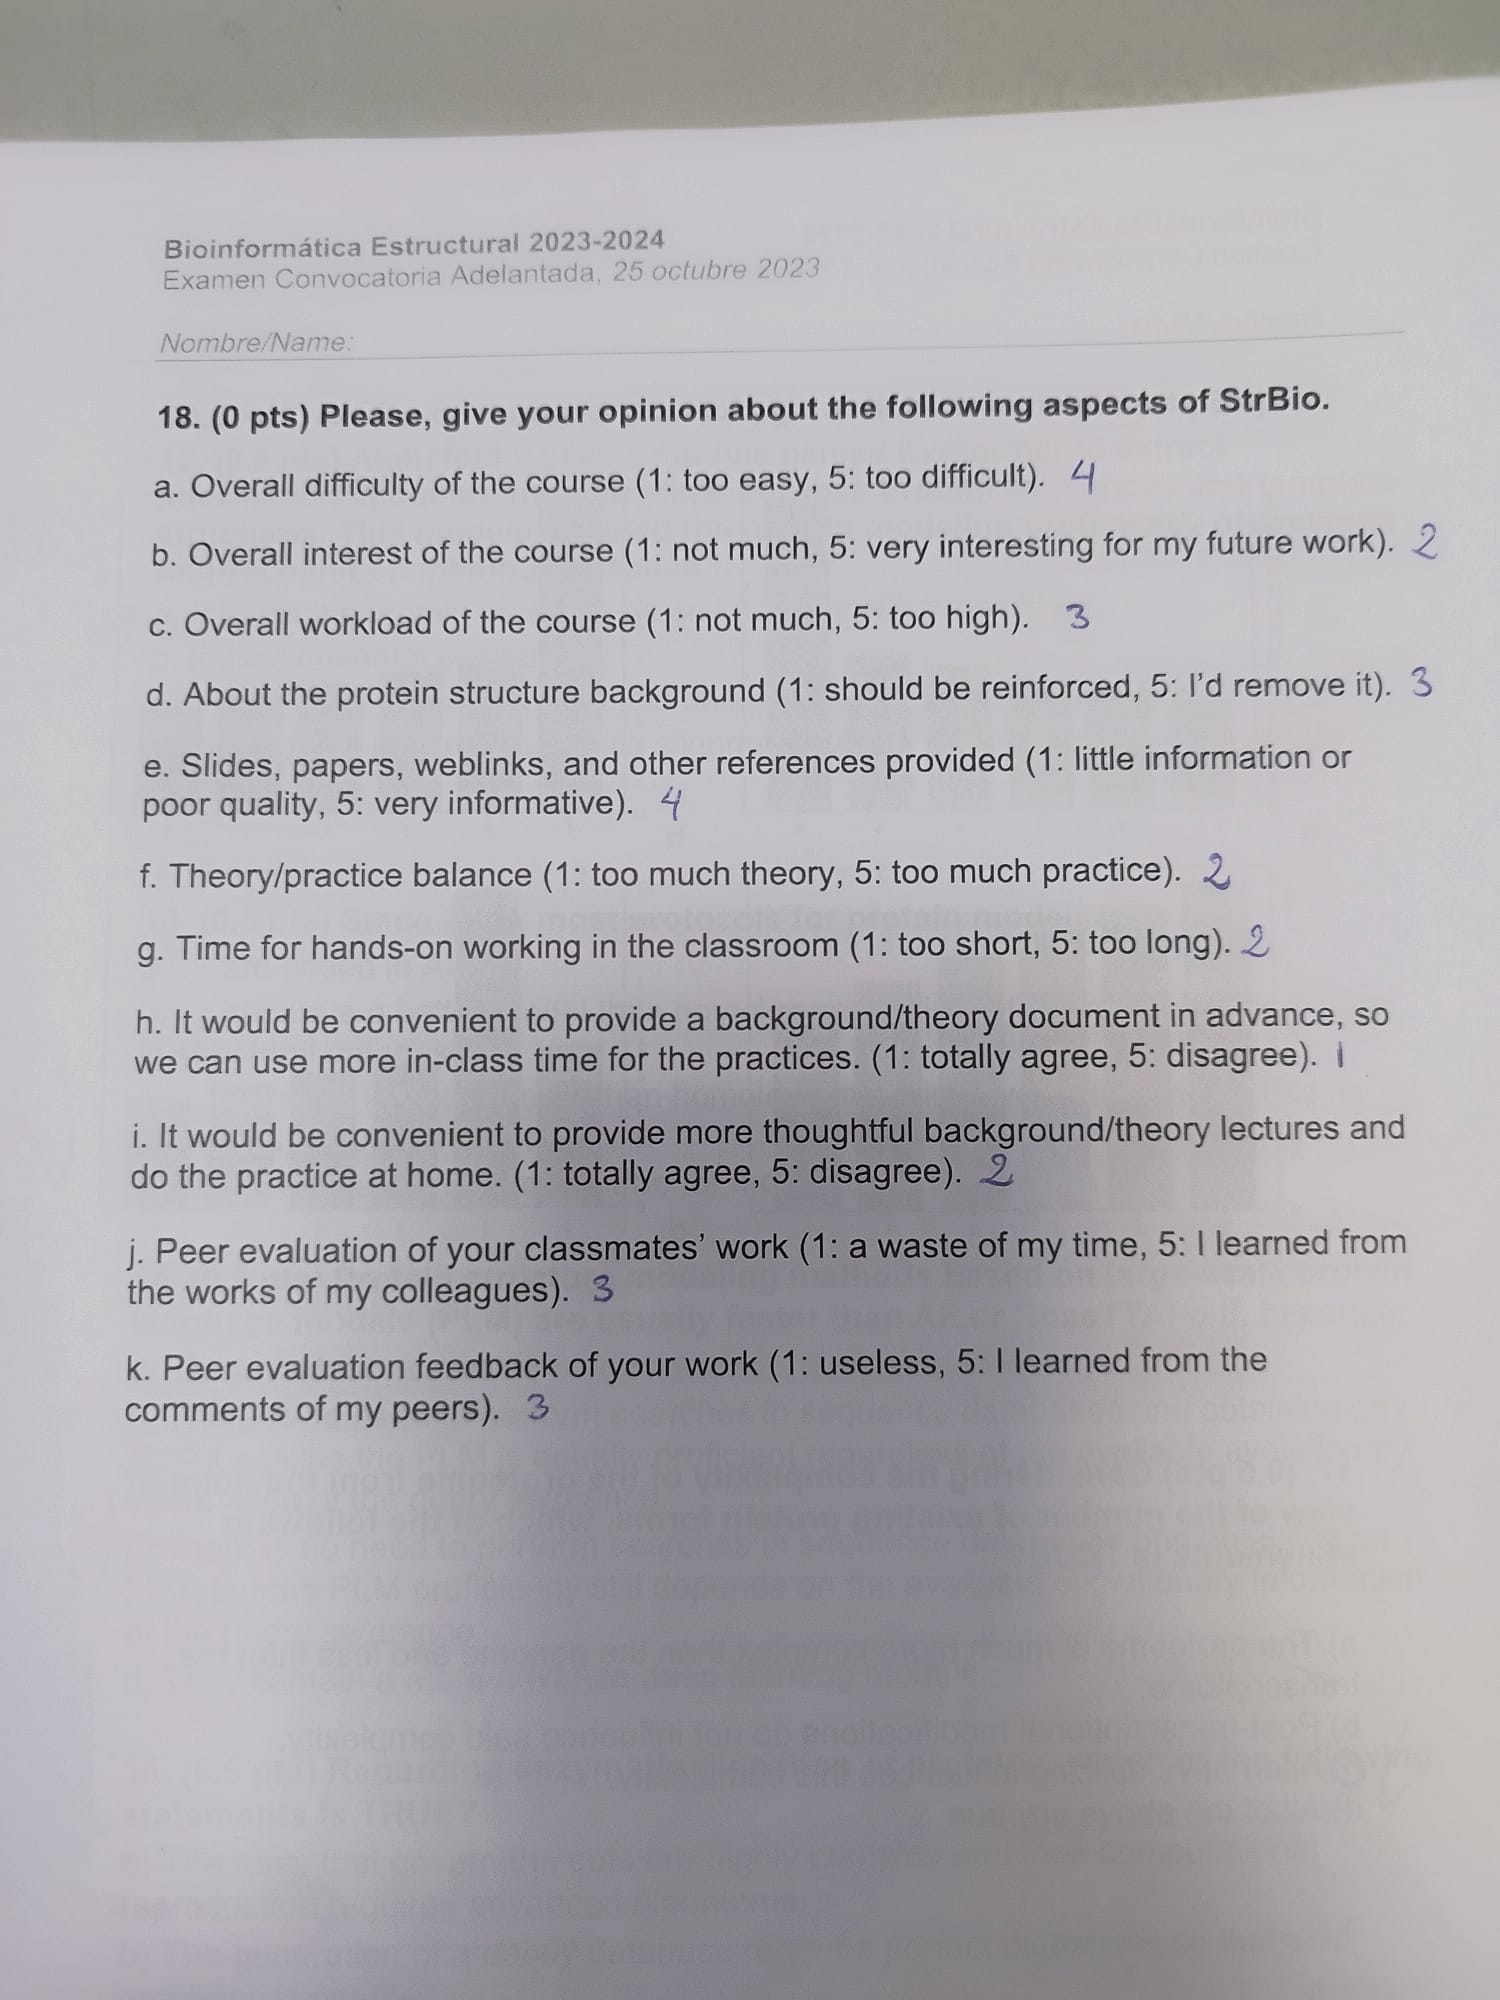 Bioinformática Estructural 2023-2024
Examen Convocatoria Adelantada, 25 octubre 2023
Nombre/Name:
18. (0 pts) Please, give your opinion about the following aspects of StrBio.
a. Overall difficulty of the course (1: too easy, 5: too difficult). 4
b. Overall interest of the course (1: not much, 5: very interesting for my future work). 2
c. Overall workload of the course (1: not much, 5: too high). 3
d. About the protein structure background (1: should be reinforced, 5: I'd remove it). 3
e. Slides, papers, weblinks, and other references provided (1: little information or
poor quality, 5: very informative). 4
f. Theory/practice balance (1: too much theory, 5: too much practice). 2
g. Time for hands-on working in the classroom (1: too short, 5: too long). 2
h. It would be convenient to provide a background/theory document in advance, so
we can use more in-class time for the practices. (1: totally agree, 5: disagree). 1
i. It would be convenient to provide more thoughtful background/theory lectures and
do the practice at home. (1: totally agree, 5: disagree). 2
j. Peer evaluation of your classmates’ work (1: a waste of my time, 5: I learned from
the works of my colleagues). 3
k. Peer evaluation feedback of your work (1: useless, 5: I learned from the
comments of my peers). 3